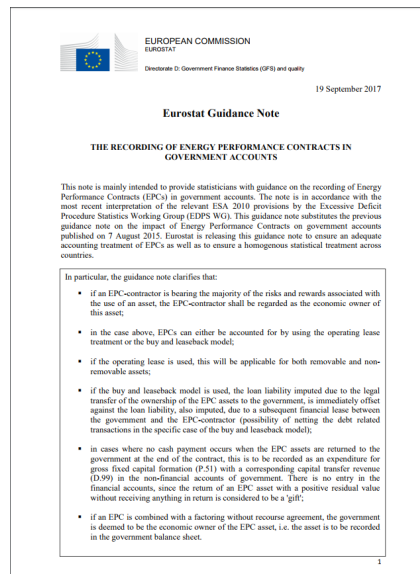 EUROPEAN COMMISSION
EUROSTAT
Directorate D: Government Finance Statistics (GFS) and quality
19 September 2017
Eurostat Guidance Note
THE RECORDING OF ENERGY PERFORMANCE CONTRACTS IN
GOVERNMENT ACCOUNTS
This note is mainly intended to provide statisticians with guidance on the recording of Energy
Performance Contracts (EPCs) in government accounts. The note is in accordance with the
most recent interpretation of the relevant ESA 2010 provisions by the Excessive Deficit
Procedure Statistics Working Group (EDPS WG). This guidance note substitutes the previous
guidance note on the impact of Energy Performance Contracts on government accounts
published on 7 August 2015. Eurostat is releasing this guidance note to ensure an adequate
accounting treatment of EPCs as well as to ensure a homogenous statistical treatment across
countries.
In particular, the guidance note clarifies that:
▪ if an EPC-contractor is bearing the majority of the risks and rewards associated with
the use of an asset, the EPC-contractor shall be regarded as the economic owner of
this asset;
▪ in the case above, EPCs can either be accounted for by using the operating lease
treatment or the buy and leaseback model;
▪ if the operating lease is used, this will be applicable for both removable and non-
removable assets;
▪ if the buy and leaseback model is used, the loan liability imputed due to the legal
transfer of the ownership of the EPC assets to the government, is immediately offset
against the loan liability, also imputed, due to a subsequent financial lease between
the government and the EPC-contractor (possibility of netting the debt related
transactions in the specific case of the buy and leaseback model);
▪ in cases where no cash payment occurs when the EPC assets are returned to the
government at the end of the contract, this is to be recorded as an expenditure for
gross fixed capital formation (P.51) with a corresponding capital transfer revenue
(D.99) in the non-financial accounts of government. There is no entry in the
financial accounts, since the return of an EPC asset with a positive residual value
without receiving anything in return is considered to be a 'gift';
▪ if an EPC is combined with a factoring without recourse agreement, the government
is deemed to be the economic owner of the EPC asset, i.e. the asset is to be recorded
in the government balance sheet.
1